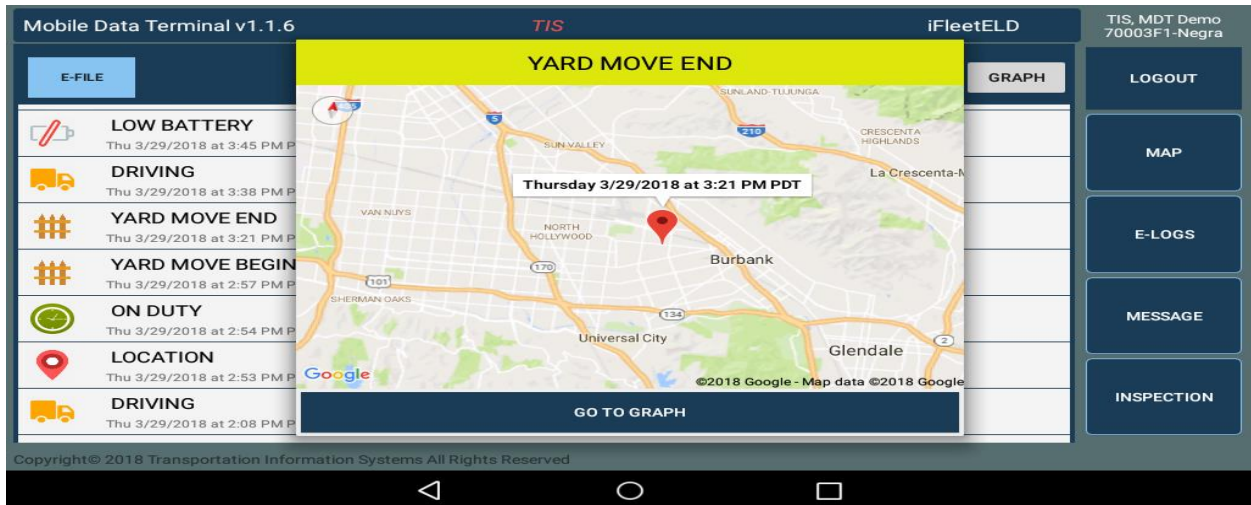 Mobile Data Terminal v1.1.6
TIS
iFleetELD
TIS, MDT Demo
70003F1-Negra
E-FILE
GRAPH
LOW BATTERY
Thu 3/29/2018 at 3:45 PM P
DRIVING
Thu 3/29/2018 at 3:38 PM P
YARD MOVE END
Thu 3/29/2018 at 3:21 PM P
YARD MOVE BEGIN
Thu 3/29/2018 at 2:57 PM P
ON DUTY
Thu 3/29/2018 at 2:54 PM P
LOCATION
Thu 3/29/2018 at 2:53 PM P
DRIVING
Thu 3/29/2018 at 2:08 PM P
YARD MOVE END
SUNLAND-TUJUNGA
405
5
210
CRESCENTA
HIGHLANDS
SUN VALLEY
La Crescenta-M
Thursday 3/29/2018 at 3:21 PM PDT
VAN NUYS
NORTH
HOLLYWOOD
Burbank
170
101
SHERMAN OAKS
134
Universal City
2
Glendale
Google
©2018 Google - Map data ©2018 Google
GO TO GRAPH
LOGOUT
MAP
E-LOGS
MESSAGE
INSPECTION
Copyright© 2018 Transportation Information Systems All Rights Reserved